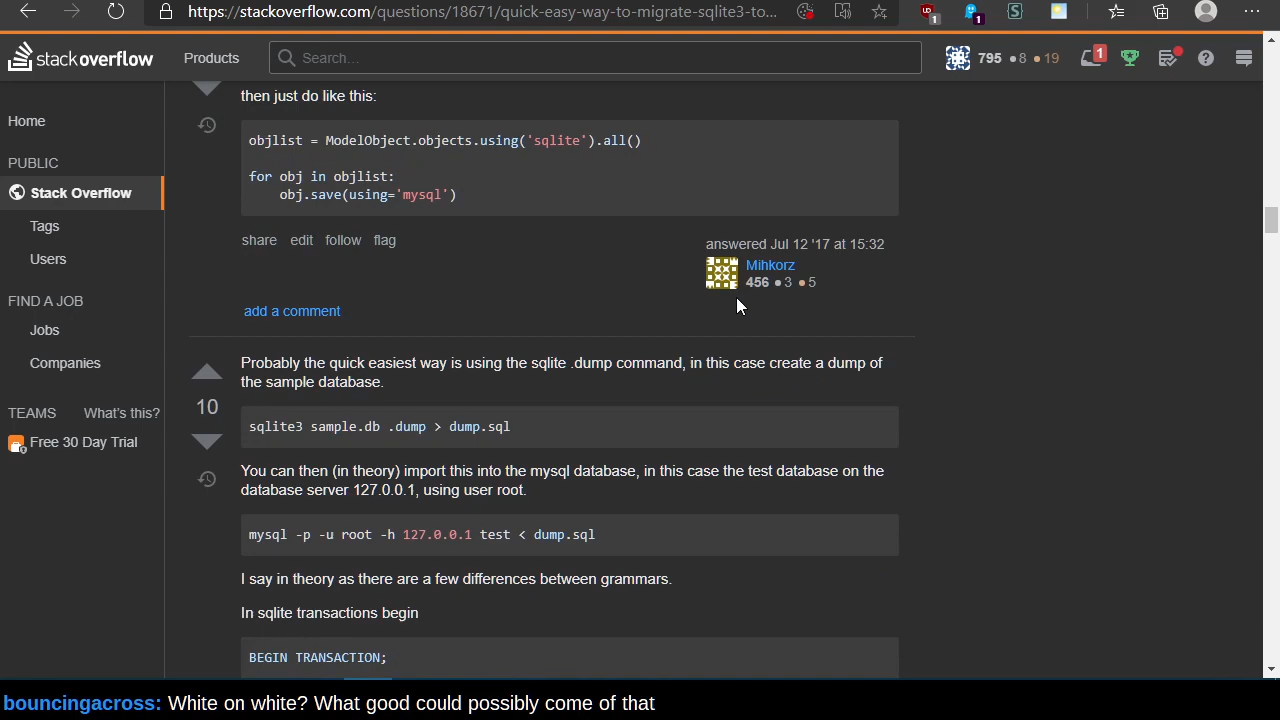 https://stackoverflow.com/questions/18671/quick-easy-way-to-migrate-sqlite3-to...
1
1
stackoverflow
Products
Search...
795 8 19
1
then just do like this:
Home
PUBLIC
Stack Overflow
Tags
Users
FIND A JOB
Jobs
Companies
TEAMS What's this?
Free 30 Day Trial
objlist = ModelObject.objects.using('sqlite').all()
for obj in objlist:
obj.save(using='mysql')
share edit follow flag
answered Jul 12 '17 at 15:32
Mihkorz
456 3 5
add a comment
Probably the quick easiest way is using the sqlite .dump command, in this case create a dump of
the sample database.
10
sqlite3 sample.db .dump > dump.sql
You can then (in theory) import this into the mysql database, in this case the test database on the
database server 127.0.0.1, using user root.
mysql -p -u root -h 127.0.0.1 test < dump.sql
I say in theory as there are a few differences between grammars.
In sqlite transactions begin
BEGIN TRANSACTION;
bouncingacross: White on white? What good could possibly come of that